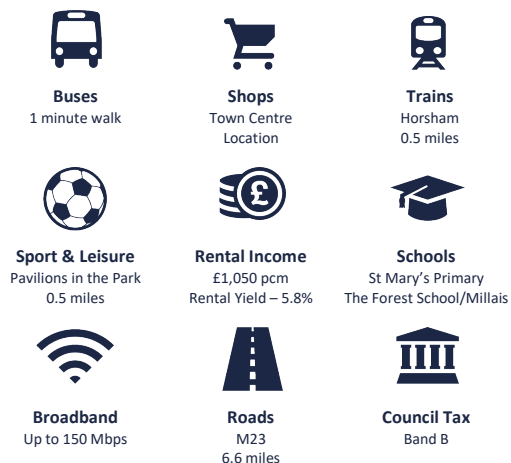 Buses
1 minute walk
Shops
Town Centre
Location
Trains
Horsham
0.5 miles
Sport & Leisure
Pavilions in the Park
0.5 miles
£
Rental Income
£1,050 pcm
Rental Yield – 5.8%
Schools
St Mary’s Primary
The Forest School/Millais
Broadband
Up to 150 Mbps
Roads
M23
6.6 miles
Council Tax
Band B